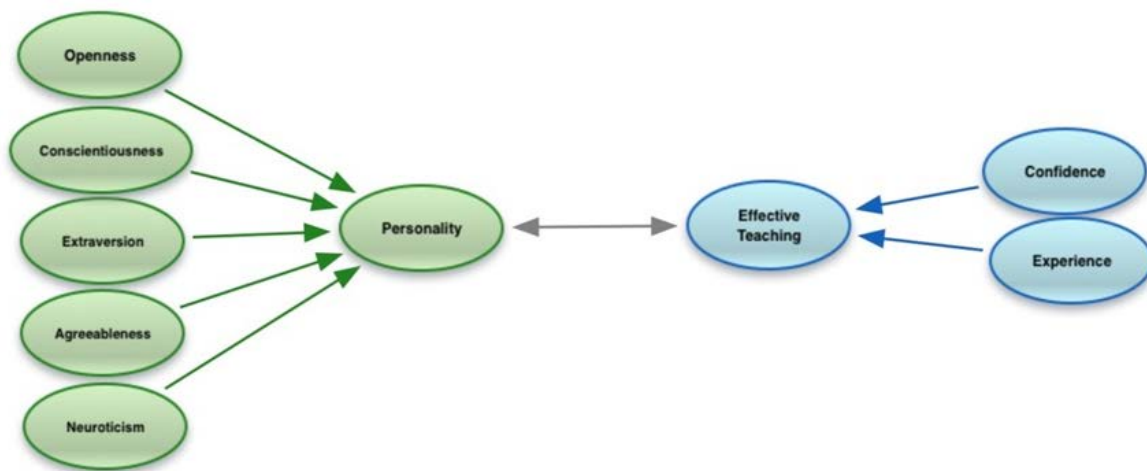 Openness
Conscientiousness
Extraversion
Agreeableness
Neuroticism
Personality
Effective
Teaching
Confidence
Experience